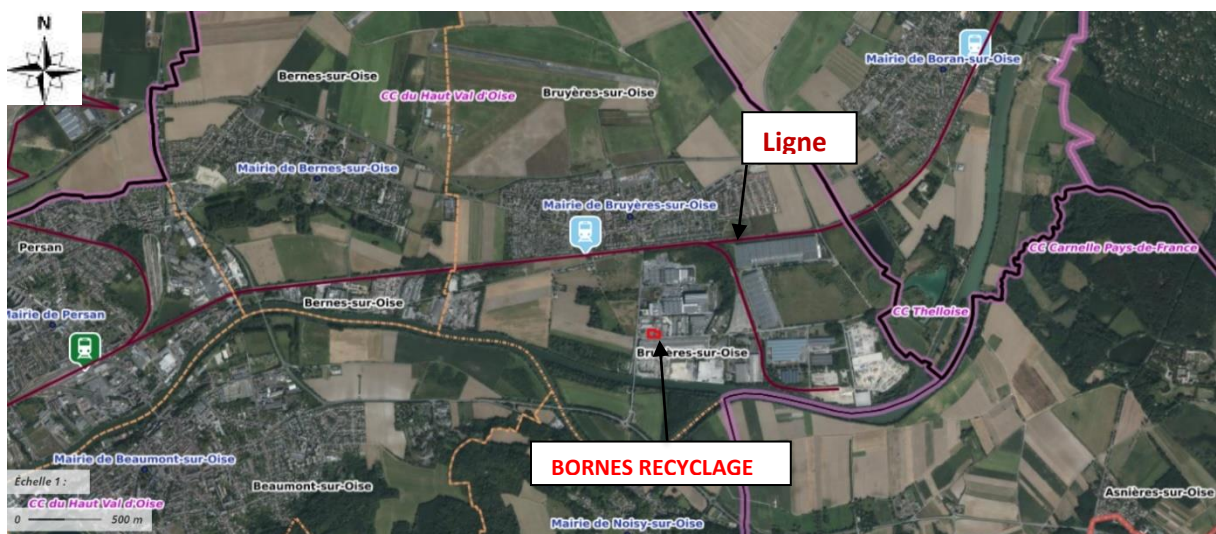 N
Bernes-sur-Oise
CC du Haut Val d'Oise
Bruyères-sur-Oise
Mairie de Boran-sur-Oise
Ligne
Mairie de Bernes-sur-Oise
Mairie de Bruyères-sur-Oise
Persan
CC Carnelle Pays-de-France
Bernes-sur-Oise
CC Thelloise
Mairie de Persan
Bruyères-sur-Oise
BORNES RECYCLAGE
Mairie de Beaumont-sur-Oise
Échelle 1 :
Beaumont-sur-Oise
Asnières-sur-Oise
CC du Haut Val d'Oise
0 500 m
Mairie de Noisy-sur-Oise